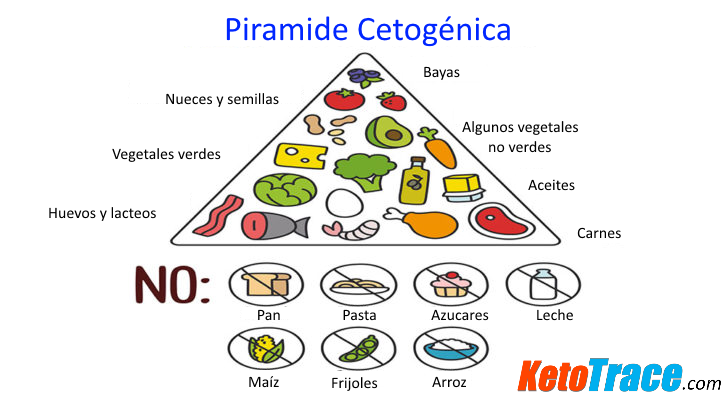 Piramide Cetogénica
Bayas
Nueces y semillas
Algunos vegetales
no verdes
Vegetales verdes
Aceites
Huevos y lacteos
Carnes
NO:
Pan
Pasta
Azucares
Leche
Maíz
Frijoles
Arroz
KetoTrace.com